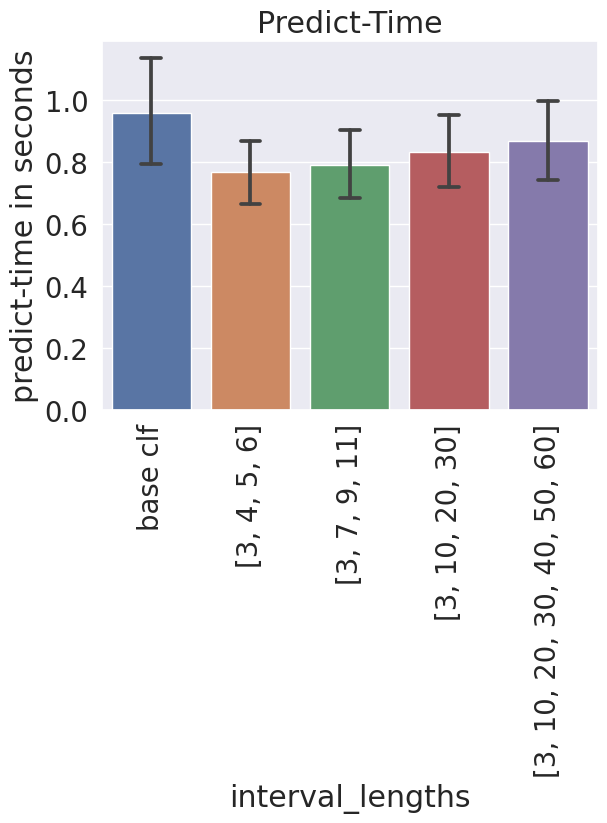 Predict-Time
predict-time in seconds
1.0
0.8
0.6
0.4
0.2
0.0
base clf
[3, 4, 5, 6]
[3, 7, 9, 11]
[3, 10, 20, 30]
[3, 10, 20, 30, 40, 50, 60]
interval_lengths